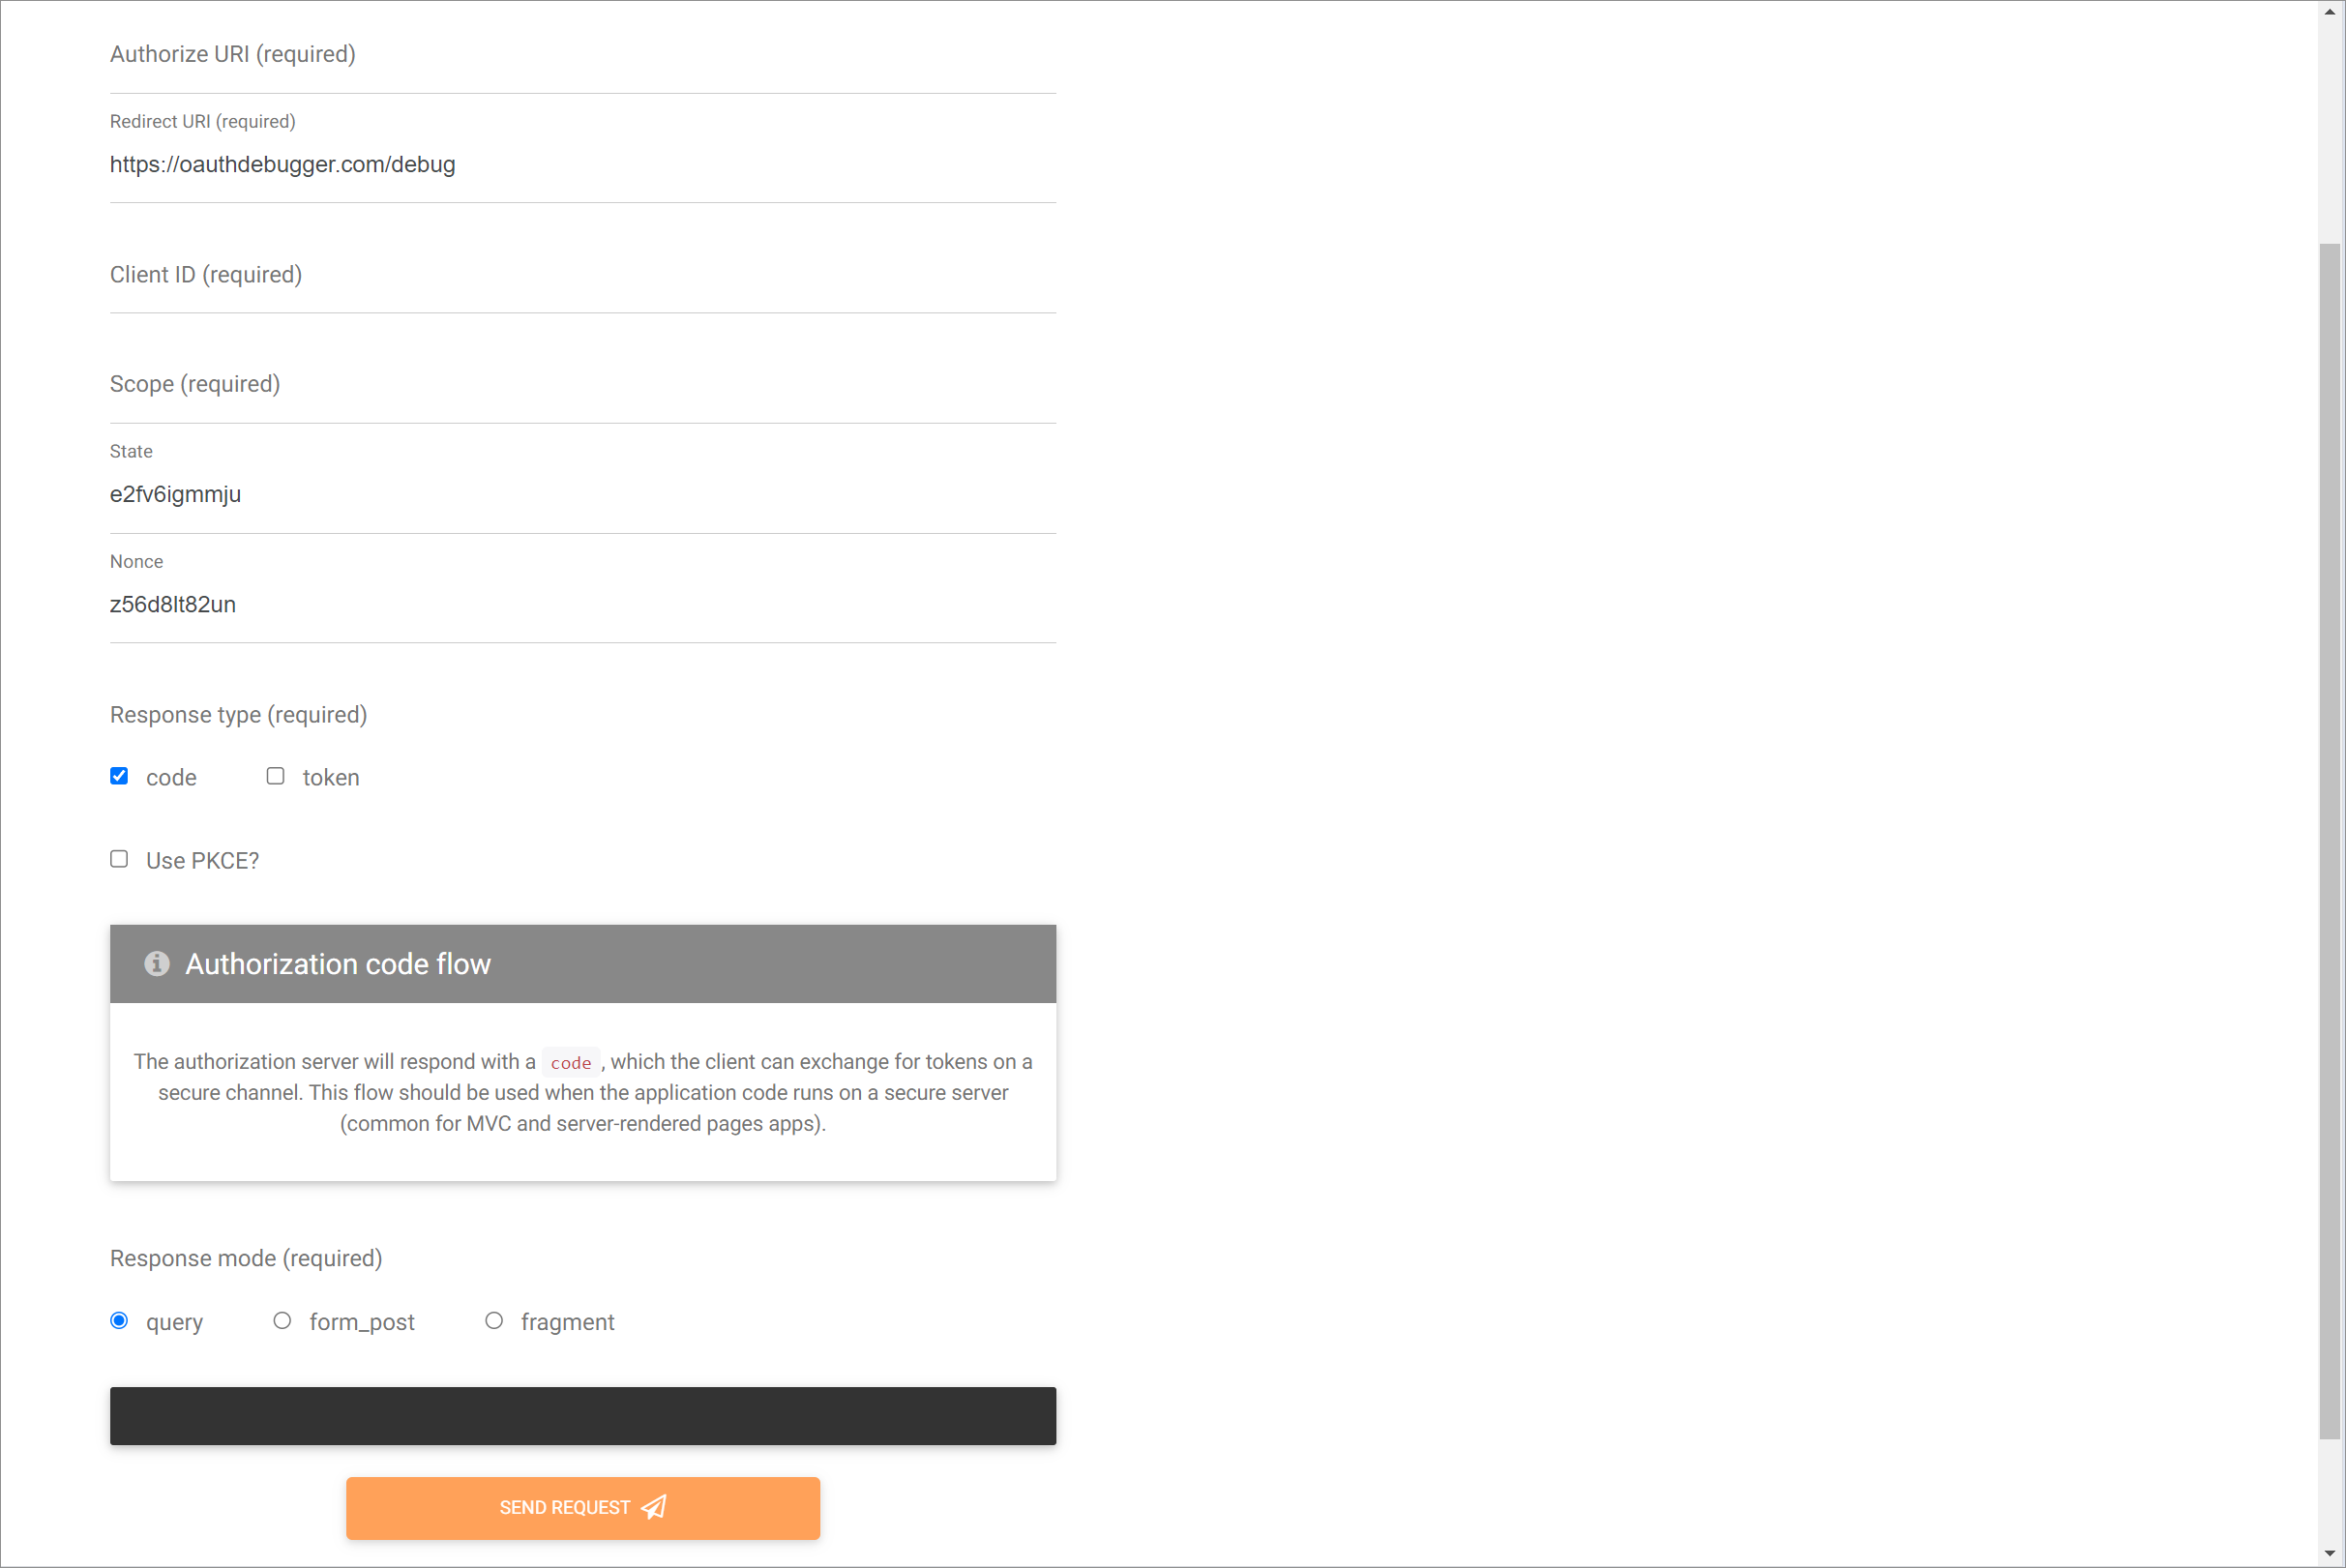 Authorize URI (required)
Redirect URI (required)
https://oauthdebugger.com/debug
Client ID (required)
Scope (required)
State
e2fv6igmmju
Nonce
z56d8lt82un
Response type (required)
code token
Use PKCE?
Authorization code flow
The authorization server will respond with a code, which the client can exchange for tokens on a
secure channel. This flow should be used when the application code runs on a secure server
(common for MVC and server-rendered pages apps).
Response mode (required)
query form_post fragment
SEND REQUEST